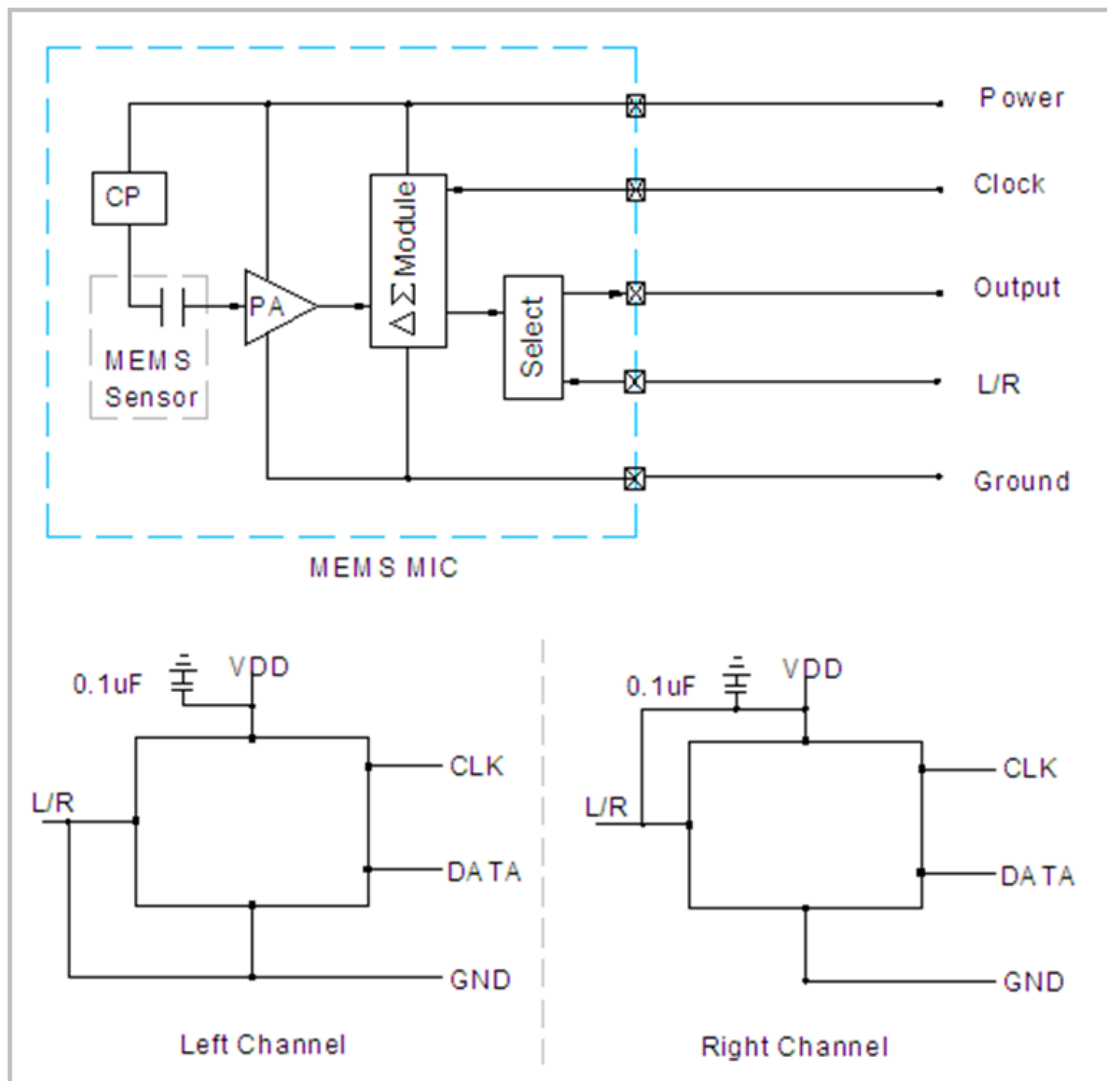 Power
CP
Clock
ΔΣ Module
PA
Output
MEMS
Sensor
Select
L/R
Ground
MEMS MIC
0.1uF
VDD
CLK
L/R
DATA
GND
Left Channel
0.1uF
VDD
CLK
L/R
DATA
GND
Right Channel